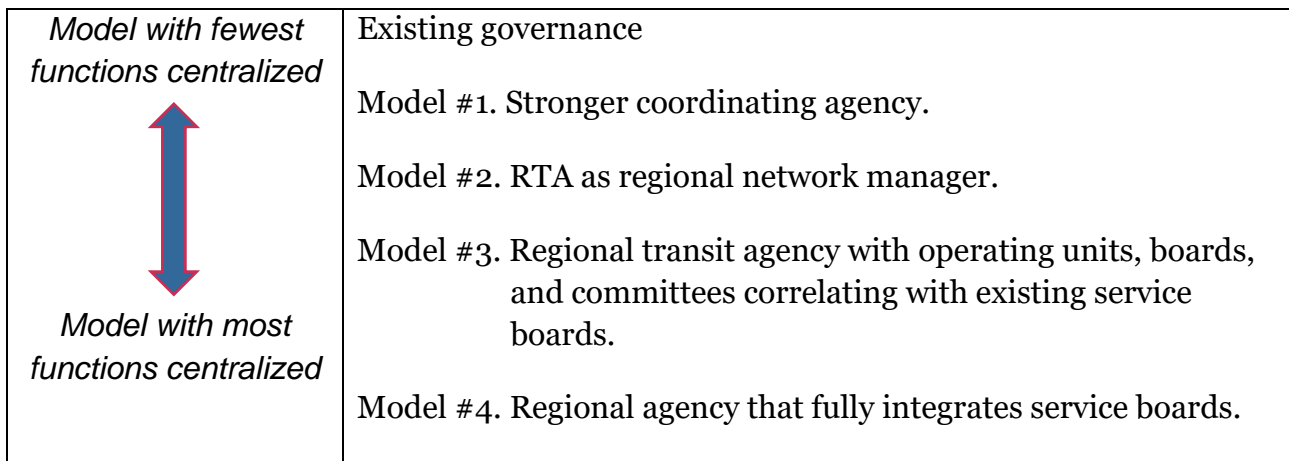 Model with fewest
functions centralized
Model with most
functions centralized
Existing governance
Model #1. Stronger coordinating agency.
Model #2. RTA as regional network manager.
Model #3. Regional transit agency with operating units, boards,
and committees correlating with existing service
boards.
Model #4. Regional agency that fully integrates service boards.